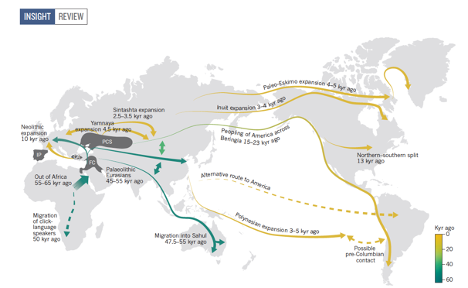 INSIGHT REVIEW
Paleo-Eskimo expansion 4–5 kyr ago
Inuit expansion 3–4 kyr ago
Sintashta expansion
2.5–3.5 kyr ago
Yamnaya
expansion 4.5 kyr ago
Neolithic
expansion
10 kyr ago
PCS
FC
Peopling of America across
Beringia 15–23 kyr ago
Northern–southern split
13 kyr ago
Out of Africa
55–65 kyr ago
Palaeolithic
Eurasians
45–55 kyr ago
Alternative route to America
Migration
of click-
language
speakers
50 kyr ago
Migration into Sahul
47.5–55 kyr ago
Polynesian expansion 3–5 kyr ago
Possible
pre-Columbian
contact
Kyr ago
0
20
40
60